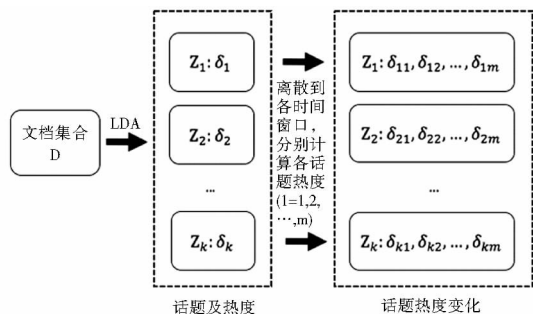 文档集合
D
LDA
Z₁: δ₁
Z₂: δ₂
...
Zₖ: δₖ
话题及热度
离散到
各时间
窗口，
分别计
算各话
题热度
(1=1,2,
⋯,m)
Z₁: δ₁₁, δ₁₂, ..., δ₁ₘ
Z₂: δ₂₁, δ₂₂, ..., δ₂ₘ
...
Zₖ: δₖ₁, δₖ₂, ..., δₖₘ
话题热度变化